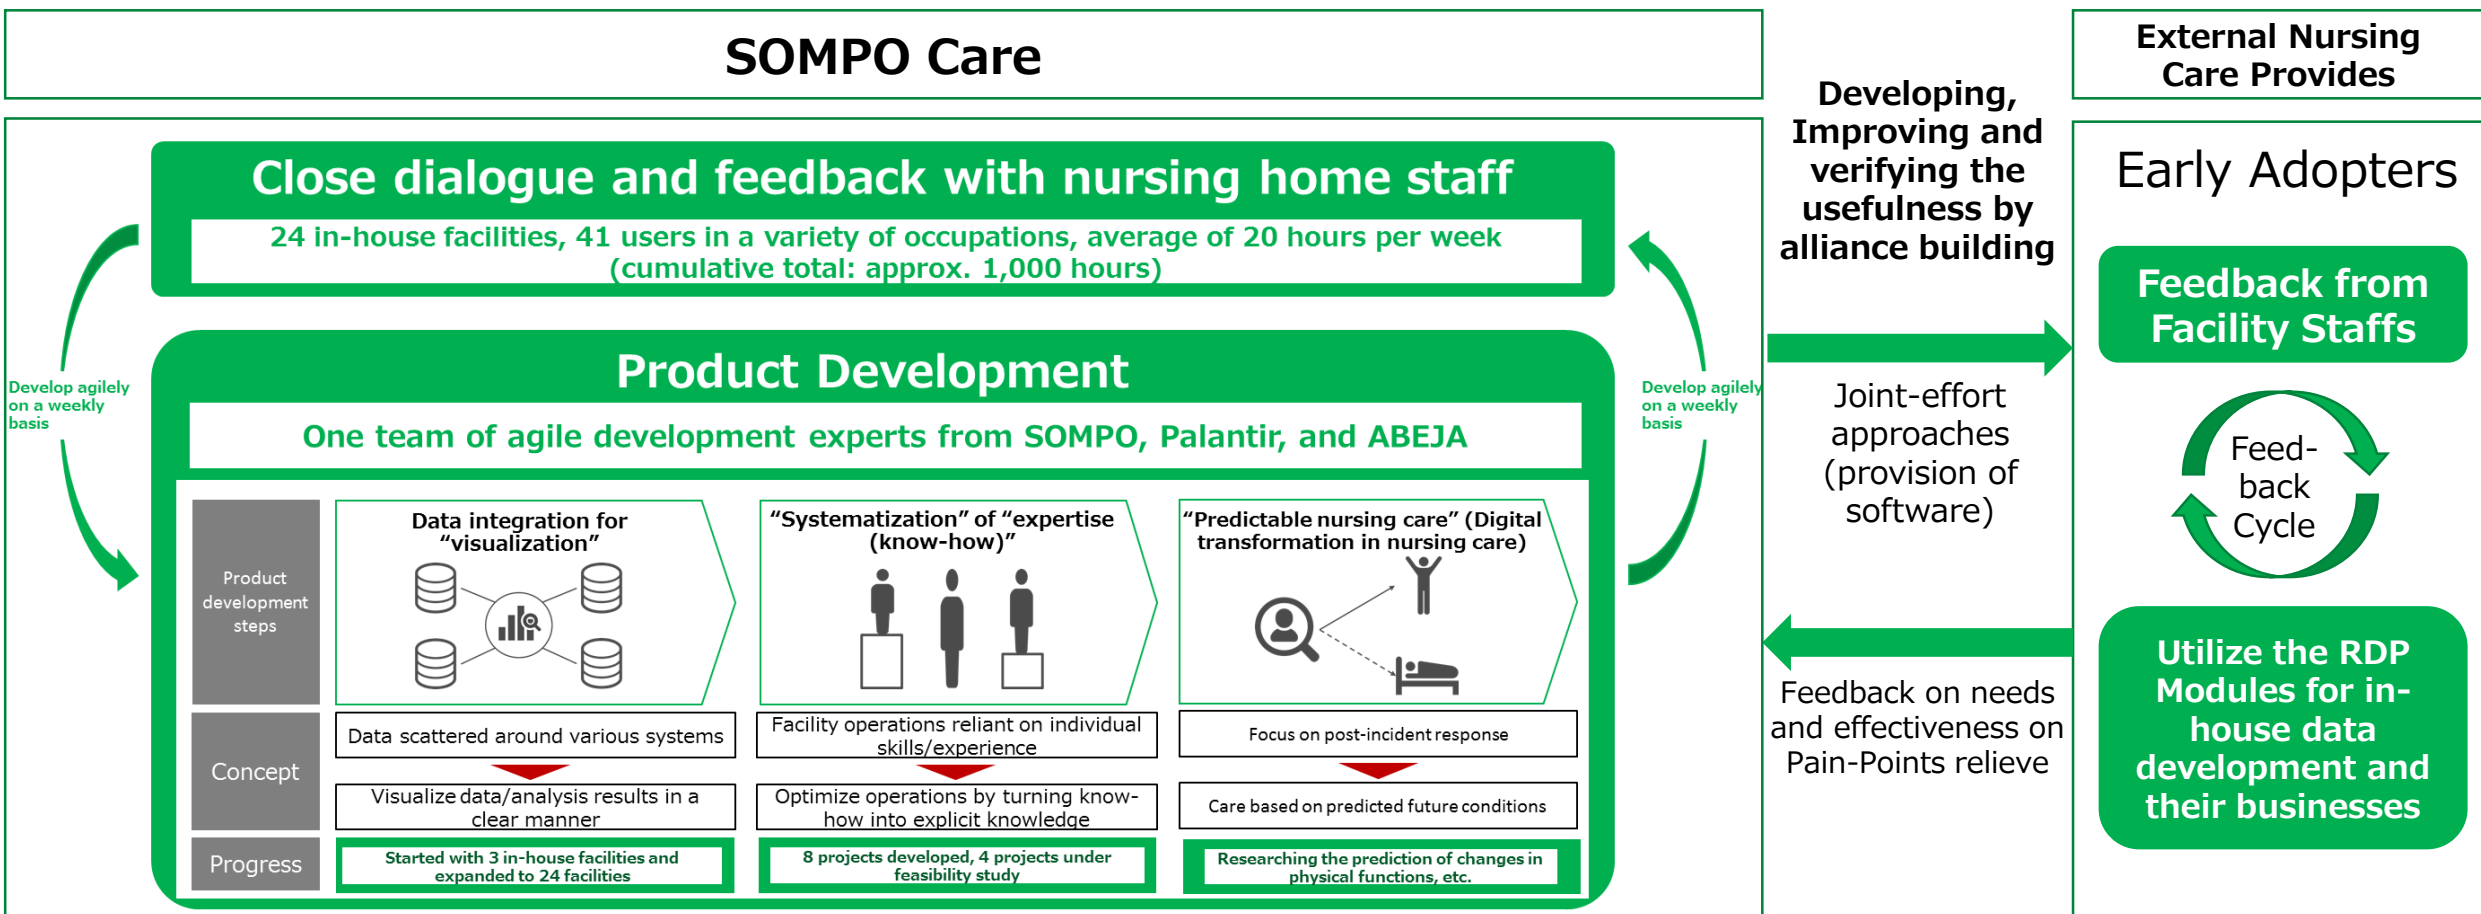 SOMPO Care
Close dialogue and feedback with nursing home staff
24 in-house facilities, 41 users in a variety of occupations, average of 20 hours per week
(cumulative total: approx. 1,000 hours)
Develop agilely
on a weekly
basis
Product Development
One team of agile development experts from SOMPO, Palantir, and ABEJA
Develop agilely
on a weekly
basis
Product
development
steps
Data integration for
“visualization”
“Systematization” of “expertise
(know-how)”
“Predictable nursing care” (Digital
transformation in nursing care)
Concept
Data scattered around various systems
Visualize data/analysis results in a
clear manner
Facility operations reliant on individual
skills/experience
Optimize operations by turning know-
how into explicit knowledge
Focus on post-incident response
Care based on predicted future conditions
Progress
Started with 3 in-house facilities and
expanded to 24 facilities
8 projects developed, 4 projects under
feasibility study
Researching the prediction of changes in
physical functions, etc.
Developing,
Improving and
verifying the
usefulness by
alliance building
Joint-effort
approaches
(provision of
software)
Feedback on needs
and effectiveness on
Pain-Points relieve
External Nursing
Care Provides
Early Adopters
Feedback from
Facility Staffs
Feed-
back
Cycle
Utilize the RDP
Modules for in-
house data
development and
their businesses